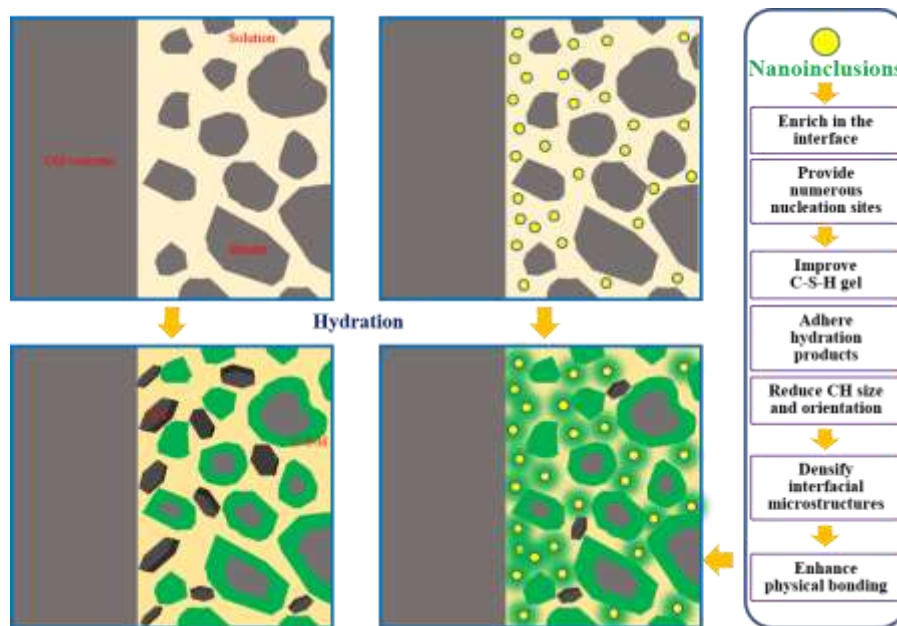 Solution
Old concrete
Hydration
Nanoinclusions
Enrich in the
interface
Provide
numerous
nucleation sites
Improve
C-S-H gel
Adhere
hydration
products
Reduce CH size
and orientation
Densify
interfacial
microstructures
Enhance
physical bonding